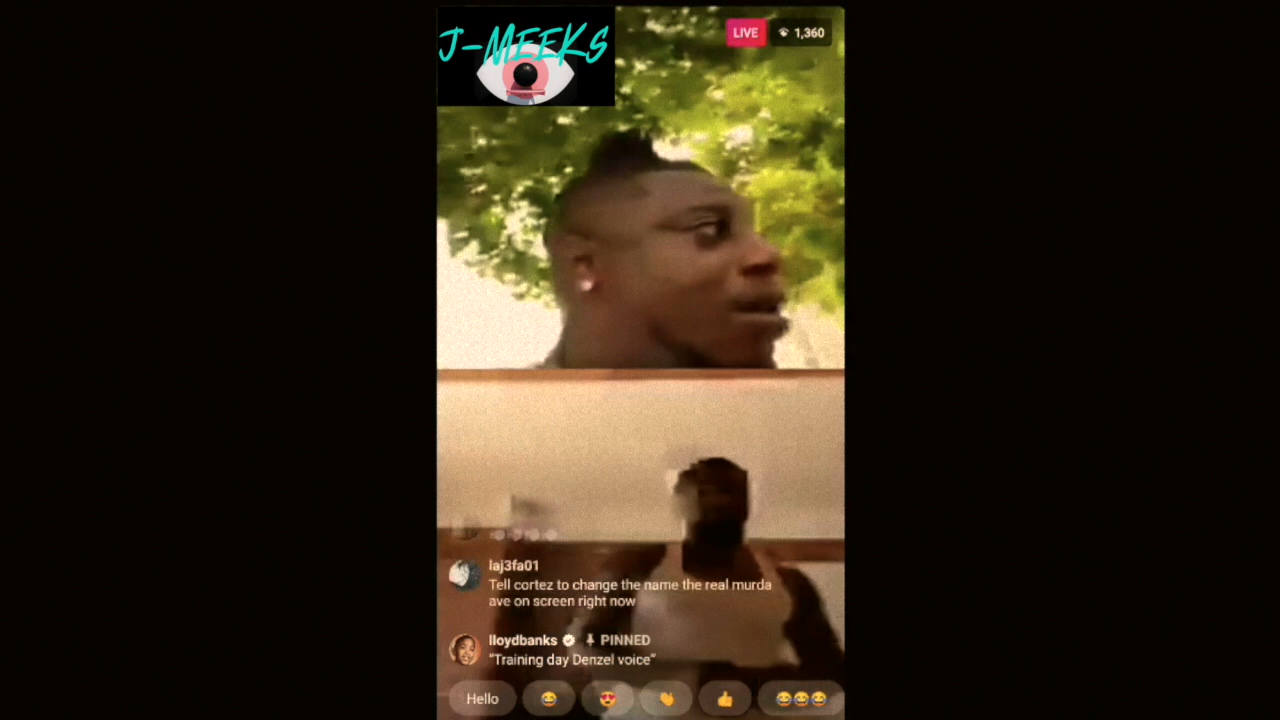 J-MEEKS
LIVE
1,360
laj3fa01
Tell cortez to change the name the real murda
ave on screen right now
lloydbanks PINNED
"Training day Denzel voice"
Hello